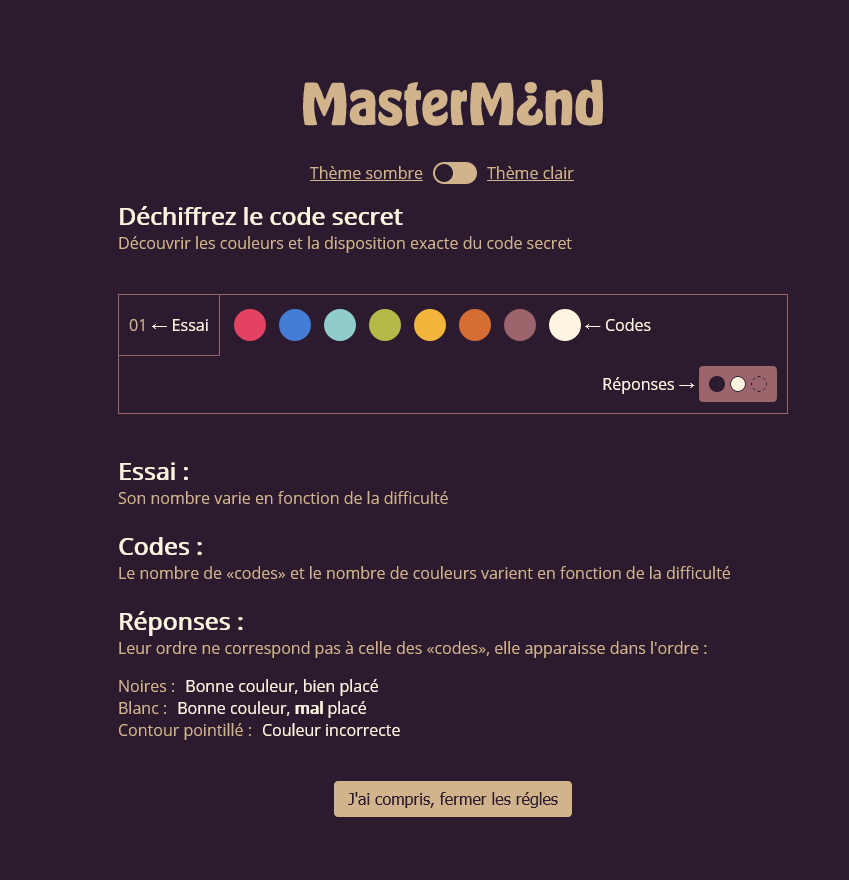 MasterM¿nd
Thème sombre Thème clair
Déchiffrez le code secret
Découvrir les couleurs et la disposition exacte du code secret
01 ← Essai ← Codes
Réponses →
Essai :
Son nombre varie en fonction de la difficulté
Codes :
Le nombre de «codes» et le nombre de couleurs varient en fonction de la difficulté
Réponses :
Leur ordre ne correspond pas à celle des «codes», elle apparaisse dans l'ordre :
Noires : Bonne couleur, bien placé
Blanc : Bonne couleur, mal placé
Contour pointillé : Couleur incorrecte
J'ai compris, fermer les régles